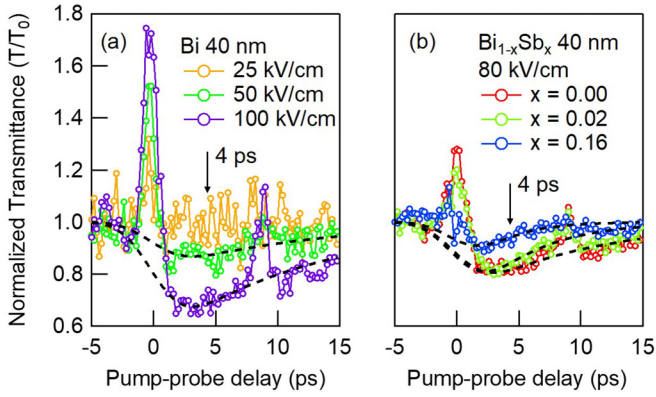 Normalized Transmittance (T/T₀)
1.8
1.6
1.4
1.2
1.0
0.8
0.6
(a)
Bi 40 nm
25 kV/cm
50 kV/cm
100 kV/cm
4 ps
-5 0 5 10 15
Pump-probe delay (ps)
(b)
Bi₁₋ₓSbₓ 40 nm
80 kV/cm
x = 0.00
x = 0.02
x = 0.16
4 ps
-5 0 5 10 15
Pump-probe delay (ps)